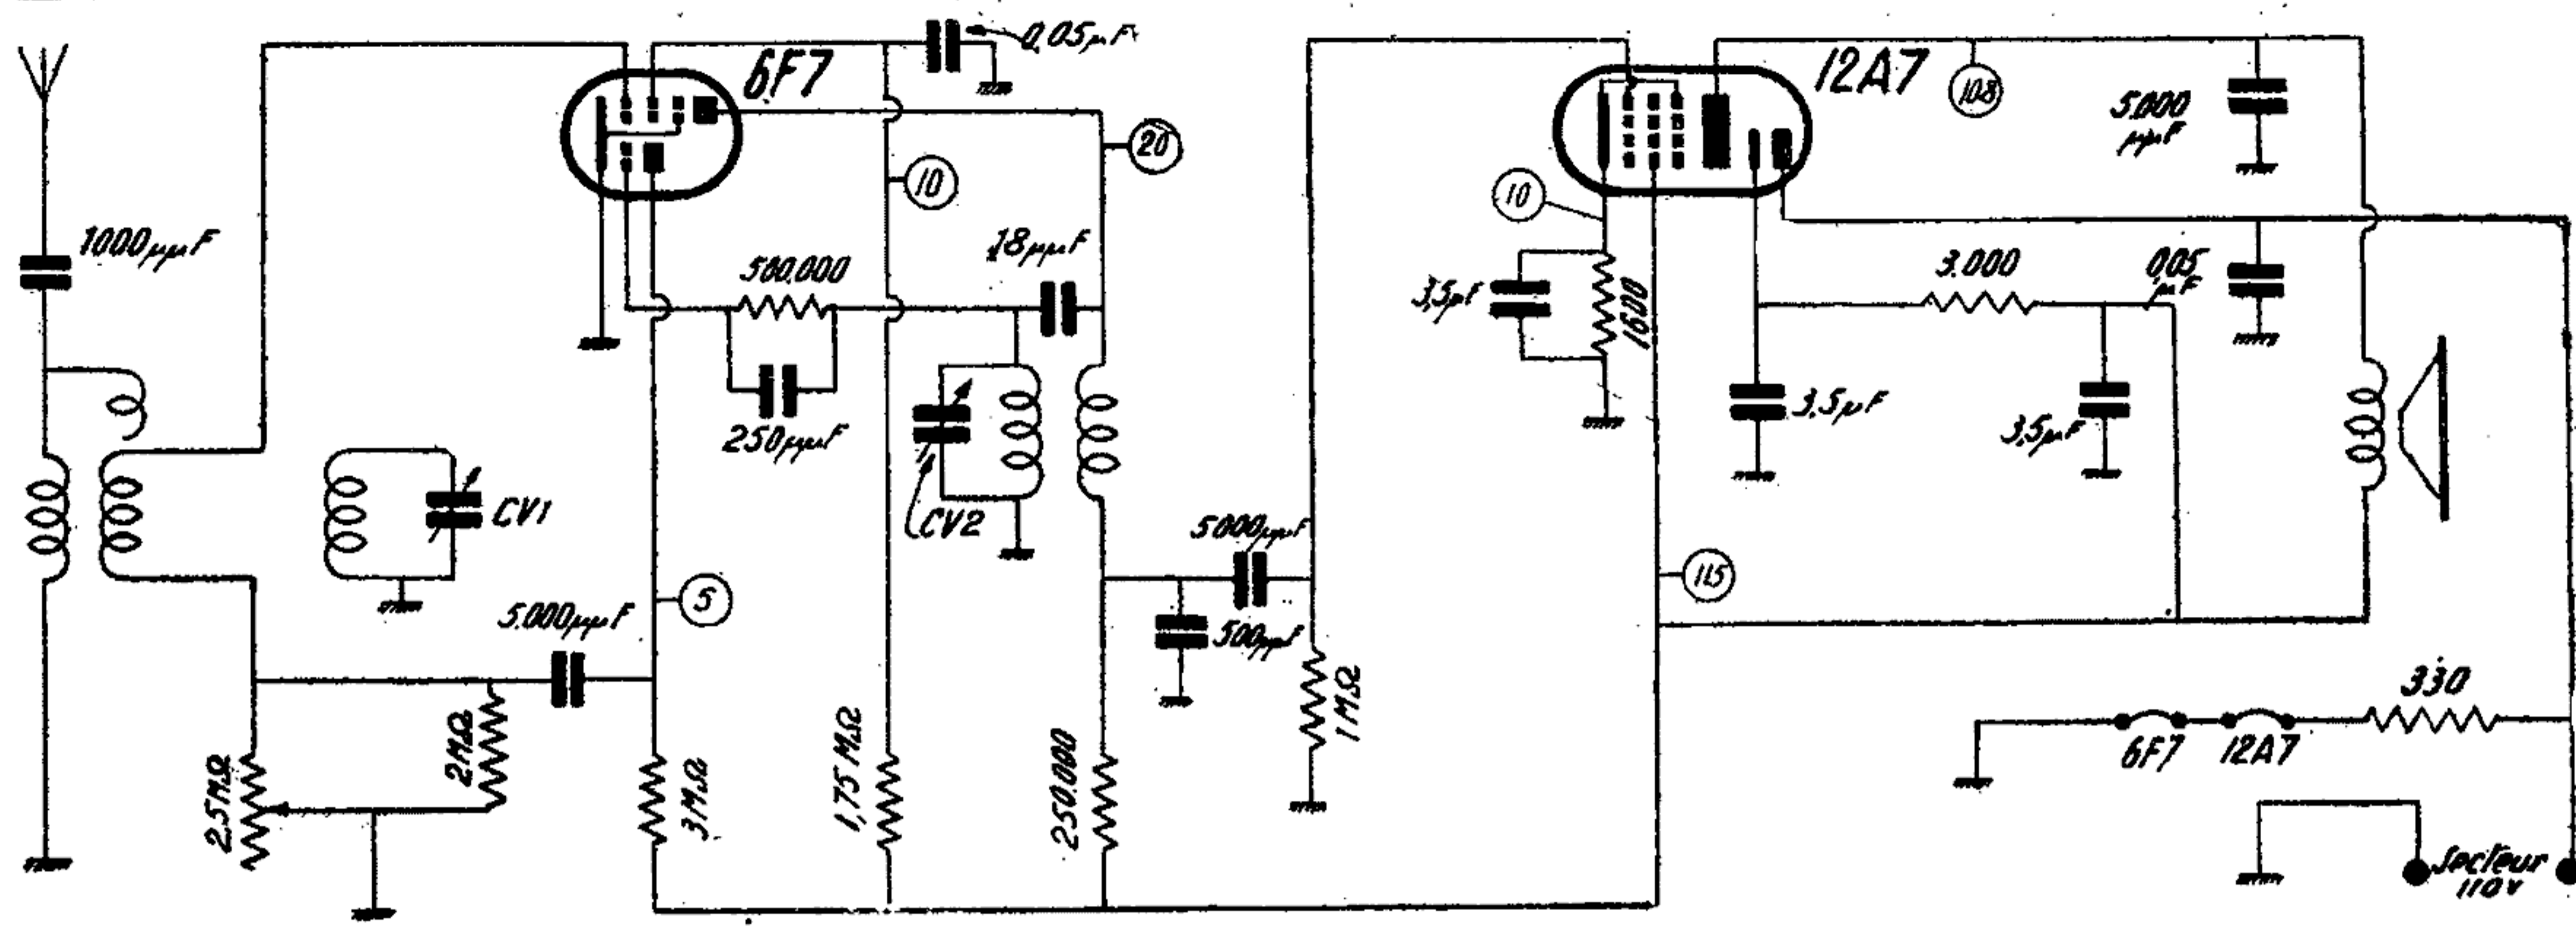 0,05µF
6F7
12A7
108
5.000
µµF
20
10
10
1000µµF
500.000
18µµF
3,5µF
1600
3.000
0,05
µF
250µµF
3,5µF
3,5µF
CV1
CV2
5000µµF
5.000µµF
5
500µµF
115
2,5MΩ
2MΩ
3MΩ
1,75 MΩ
250.000
1 MΩ
330
6F7
12A7
Secteur
110v